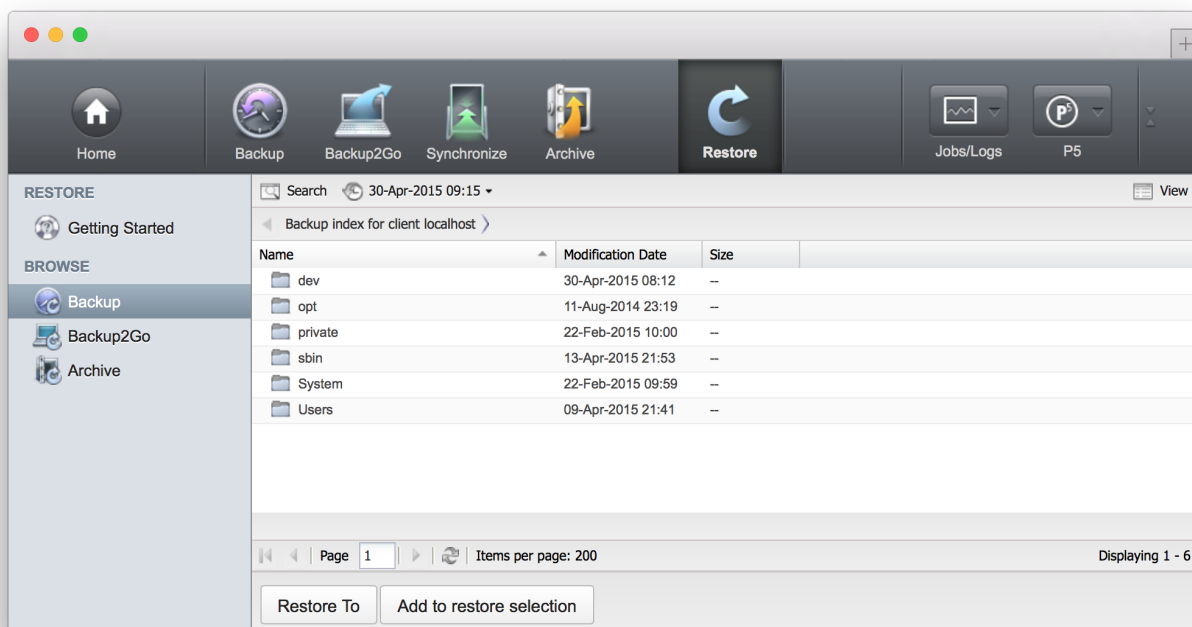 Home
Backup
Backup2Go
Synchronize
Archive
Restore
Jobs/Logs
P5
P5
RESTORE
Getting Started
BROWSE
Backup
Backup2Go
Archive
Search 30-Apr-2015 09:15
View
Backup index for client localhost
Name Modification Date Size
dev 30-Apr-2015 08:12 --
opt 11-Aug-2014 23:19 --
private 22-Feb-2015 10:00 --
sbin 13-Apr-2015 21:53 --
System 22-Feb-2015 09:59 --
Users 09-Apr-2015 21:41 --
Page 1 Items per page: 200 Displaying 1 - 6
Restore To Add to restore selection